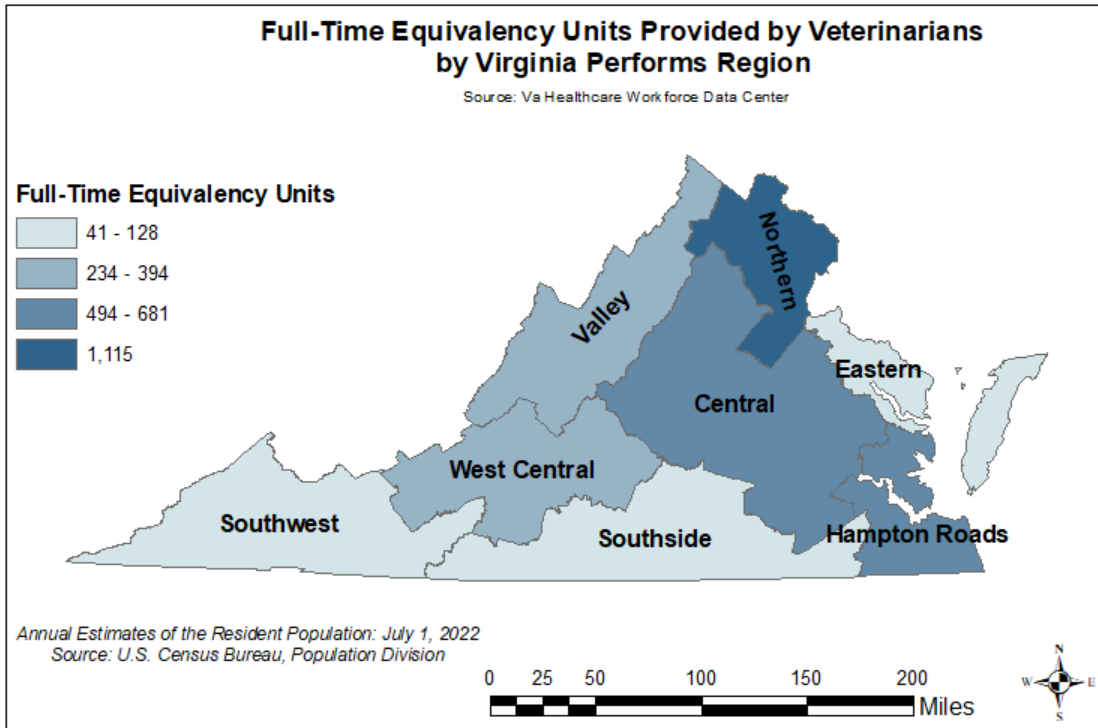 Full-Time Equivalency Units Provided by Veterinarians
by Virginia Performs Region
Source: Va Healthcare Workforce Data Center
Full-Time Equivalency Units
41 - 128
234 - 394
494 - 681
1,115
Northern
Valley
Eastern
Central
West Central
Southwest
Southside
Hampton Roads
Annual Estimates of the Resident Population: July 1, 2022
Source: U.S. Census Bureau, Population Division
0 25 50 100 150 200
Miles
N
W E
S